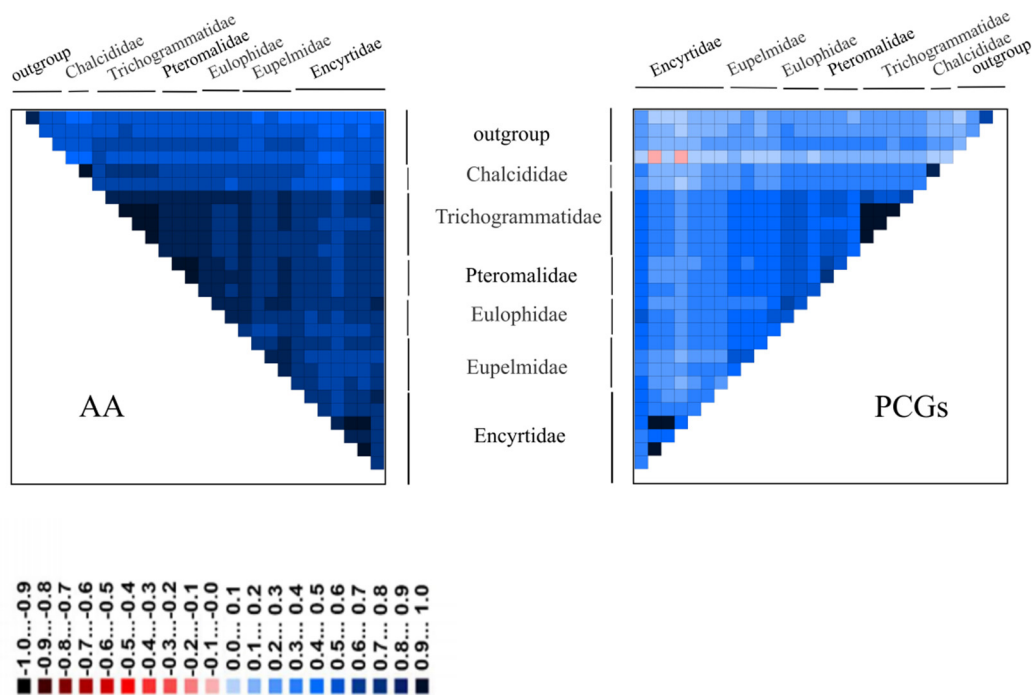 outgroup
Chalcididae
Trichogrammatidae
Pteromalidae
Eulophidae
Eupelmidae
Encyrtidae
Encyrtidae
Eupelmidae
Eulophidae
Pteromalidae
Trichogrammatidae
Chalcididae
outgroup
outgroup
Chalcididae
Trichogrammatidae
Pteromalidae
Eulophidae
Eupelmidae
Encyrtidae
AA
PCGs
-1.0...-0.9
-0.9...-0.8
-0.8...-0.7
-0.7...-0.6
-0.6...-0.5
-0.5...-0.4
-0.4...-0.3
-0.3...-0.2
-0.2...-0.1
-0.1...-0.0
0.0... 0.1
0.1... 0.2
0.2... 0.3
0.3... 0.4
0.4... 0.5
0.5... 0.6
0.6... 0.7
0.7... 0.8
0.8... 0.9
0.9... 1.0